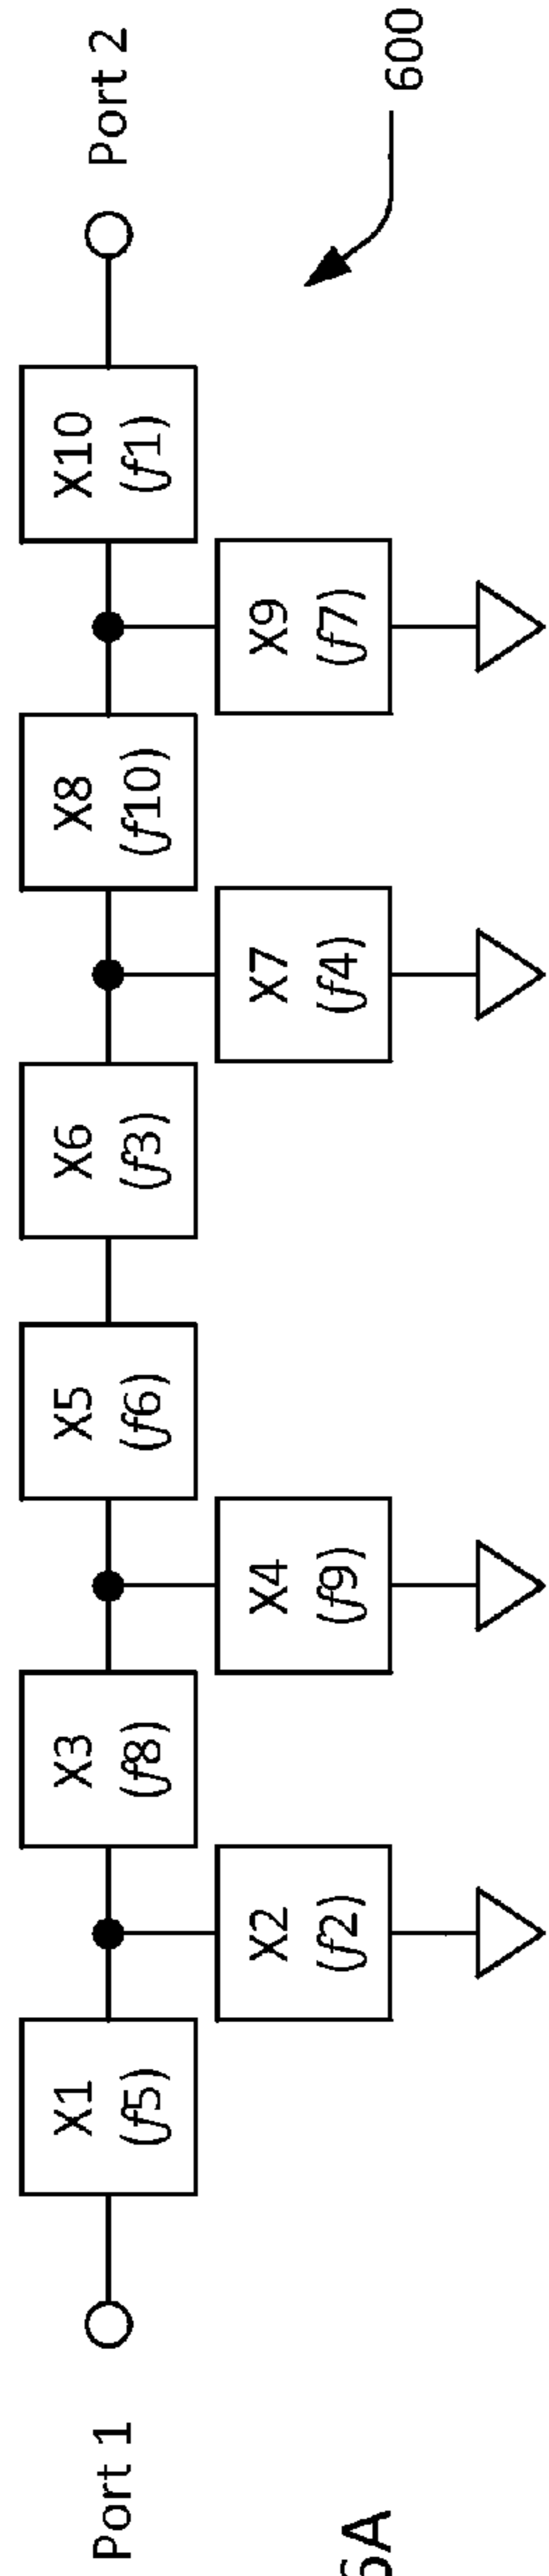 Port 1
X1
(f5)
X2
(f2)
X3
(f8)
X4
(f9)
X5
(f6)
X6
(f3)
X7
(f4)
X8
(f10)
X9
(f7)
X10
(f1)
Port 2
600
6A